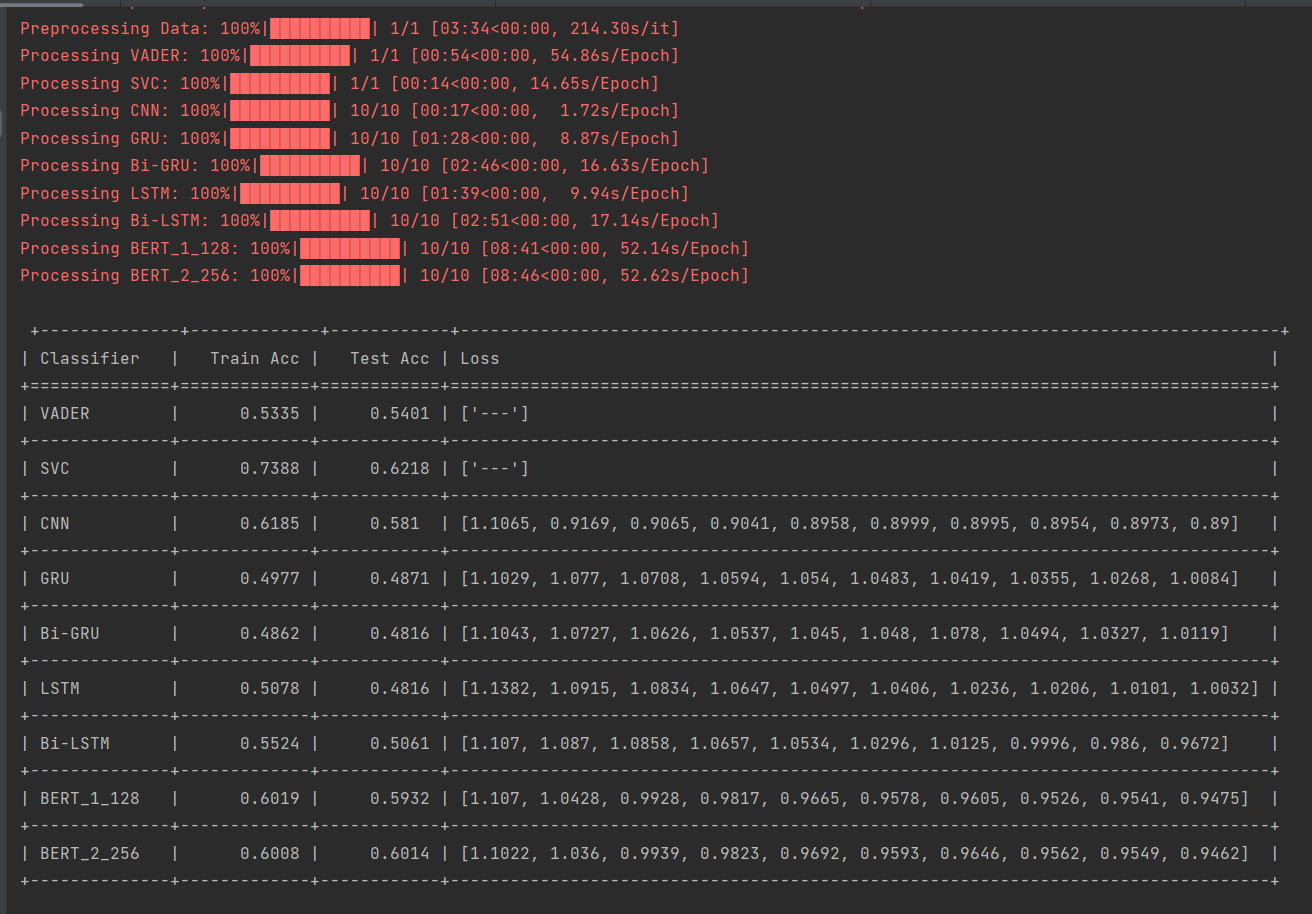 Preprocessing Data: 100%|██████████| 1/1 [03:34<00:00, 214.30s/it]
Processing VADER: 100%|██████████| 1/1 [00:54<00:00, 54.86s/Epoch]
Processing SVC: 100%|██████████| 1/1 [00:14<00:00, 14.65s/Epoch]
Processing CNN: 100%|██████████| 10/10 [00:17<00:00,  1.72s/Epoch]
Processing GRU: 100%|██████████| 10/10 [01:28<00:00,  8.87s/Epoch]
Processing Bi-GRU: 100%|██████████| 10/10 [02:46<00:00, 16.63s/Epoch]
Processing LSTM: 100%|██████████| 10/10 [01:39<00:00,  9.94s/Epoch]
Processing Bi-LSTM: 100%|██████████| 10/10 [02:51<00:00, 17.14s/Epoch]
Processing BERT_1_128: 100%|██████████| 10/10 [08:41<00:00, 52.14s/Epoch]
Processing BERT_2_256: 100%|██████████| 10/10 [08:46<00:00, 52.62s/Epoch]
| Classifier   |   Train Acc |   Test Acc | Loss |
| VADER        |      0.5335 |     0.5401 | ['---'] |
| SVC          |      0.7388 |     0.6218 | ['---'] |
| CNN          |      0.6185 |     0.581  | [1.1065, 0.9169, 0.9065, 0.9041, 0.8958, 0.8999, 0.8995, 0.8954, 0.8973, 0.89] |
| GRU          |      0.4977 |     0.4871 | [1.1029, 1.077, 1.0708, 1.0594, 1.054, 1.0483, 1.0419, 1.0355, 1.0268, 1.0084] |
| Bi-GRU       |      0.4862 |     0.4816 | [1.1043, 1.0727, 1.0626, 1.0537, 1.045, 1.048, 1.078, 1.0494, 1.0327, 1.0119] |
| LSTM         |      0.5078 |     0.4816 | [1.1382, 1.0915, 1.0834, 1.0647, 1.0497, 1.0406, 1.0236, 1.0206, 1.0101, 1.0032] |
| Bi-LSTM      |      0.5524 |     0.5061 | [1.107, 1.087, 1.0858, 1.0657, 1.0534, 1.0296, 1.0125, 0.9996, 0.986, 0.9672] |
| BERT_1_128   |      0.6019 |     0.5932 | [1.107, 1.0428, 0.9928, 0.9817, 0.9665, 0.9578, 0.9605, 0.9526, 0.9541, 0.9475] |
| BERT_2_256   |      0.6008 |     0.6014 | [1.1022, 1.036, 0.9939, 0.9823, 0.9692, 0.9593, 0.9646, 0.9562, 0.9549, 0.9462] |